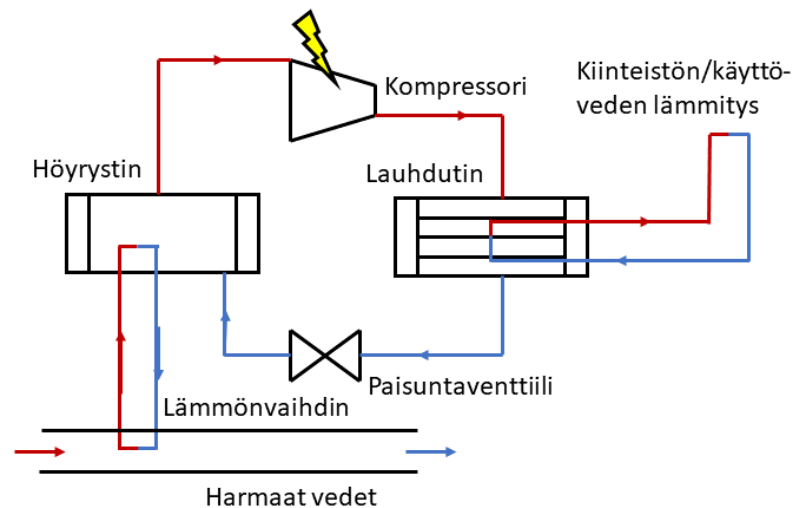 Kiinteistön/käyttö-
veden lämmitys
Kompressori
Höyrystin
Lauhdutin
Paisuntaventtiili
Lämmönvaihdin
Harmaat vedet